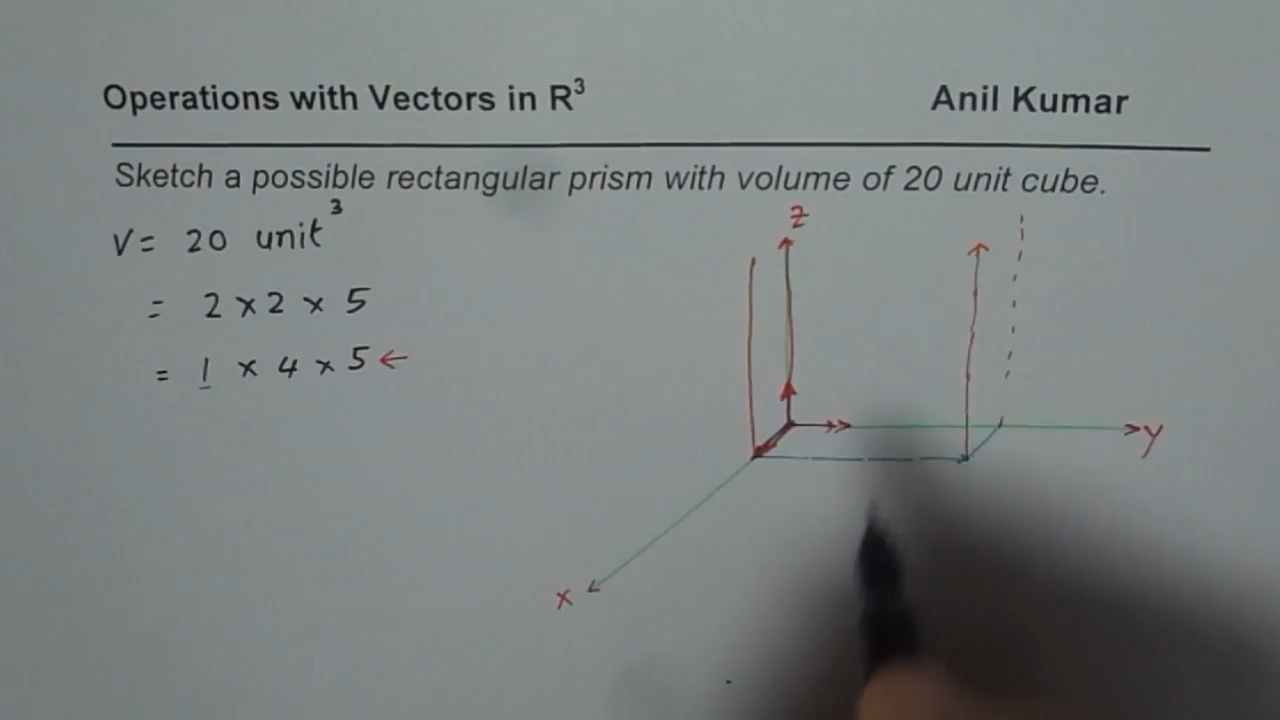 Operations with Vectors in R³ Anil Kumar
Sketch a possible rectangular prism with volume of 20 unit cube.
V = 20 unit³
= 2 × 2 × 5
= 1 × 4 × 5 ←
z
y
x